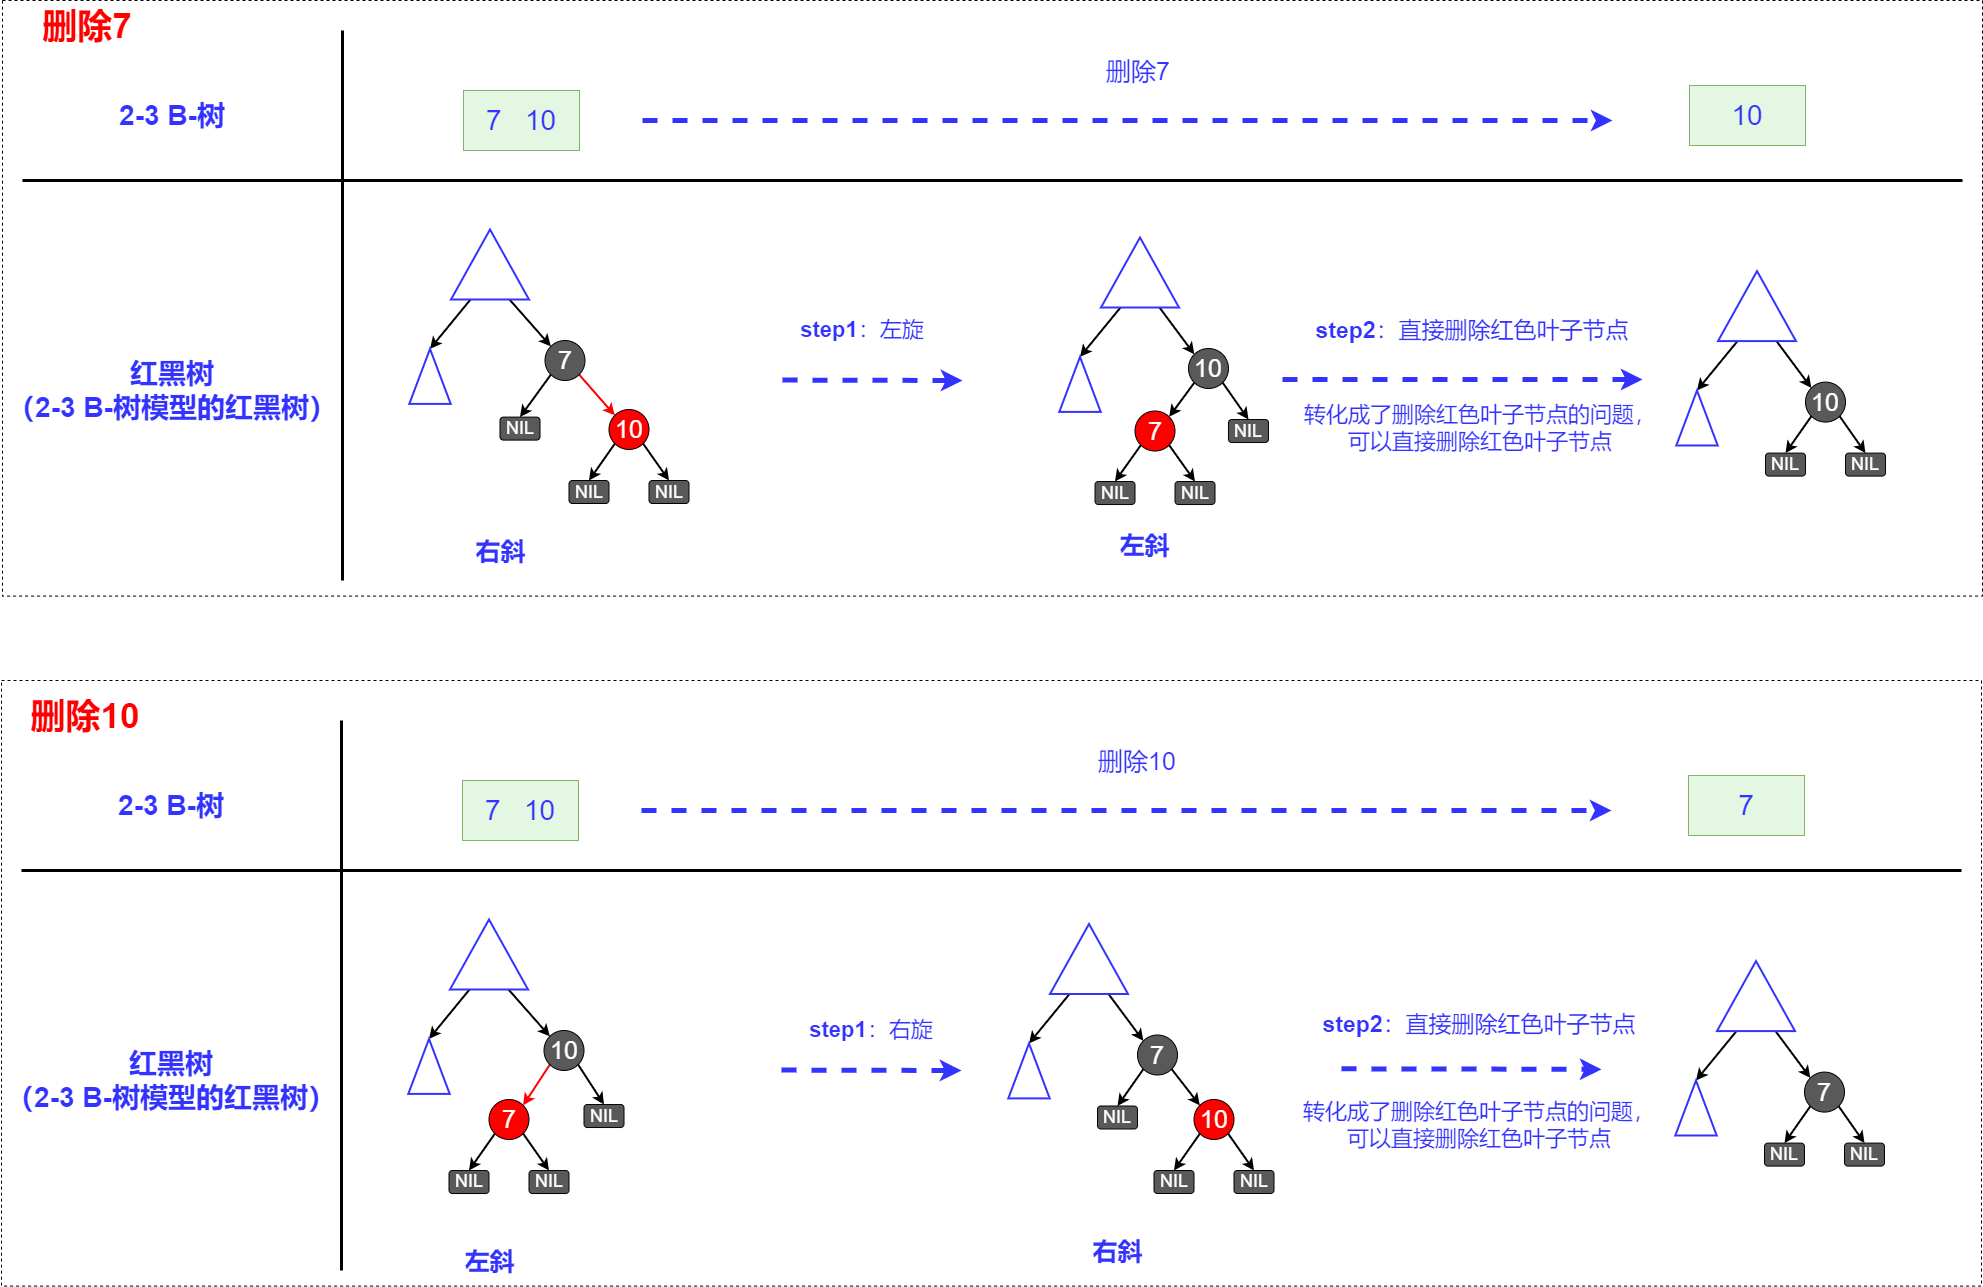 删除7
删除7
2-3 B-树
7 10
10
红黑树
（2-3 B-树模型的红黑树）
7
NIL
10
NIL
NIL
右斜
step1：左旋
10
7
NIL
NIL
NIL
左斜
step2：直接删除红色叶子节点
转化成了删除红色叶子节点的问题，
可以直接删除红色叶子节点
10
NIL
NIL
删除10
删除10
2-3 B-树
7 10
7
红黑树
（2-3 B-树模型的红黑树）
10
7
NIL
NIL
NIL
左斜
step1：右旋
7
NIL
10
NIL
NIL
右斜
step2：直接删除红色叶子节点
转化成了删除红色叶子节点的问题，
可以直接删除红色叶子节点
7
NIL
NIL